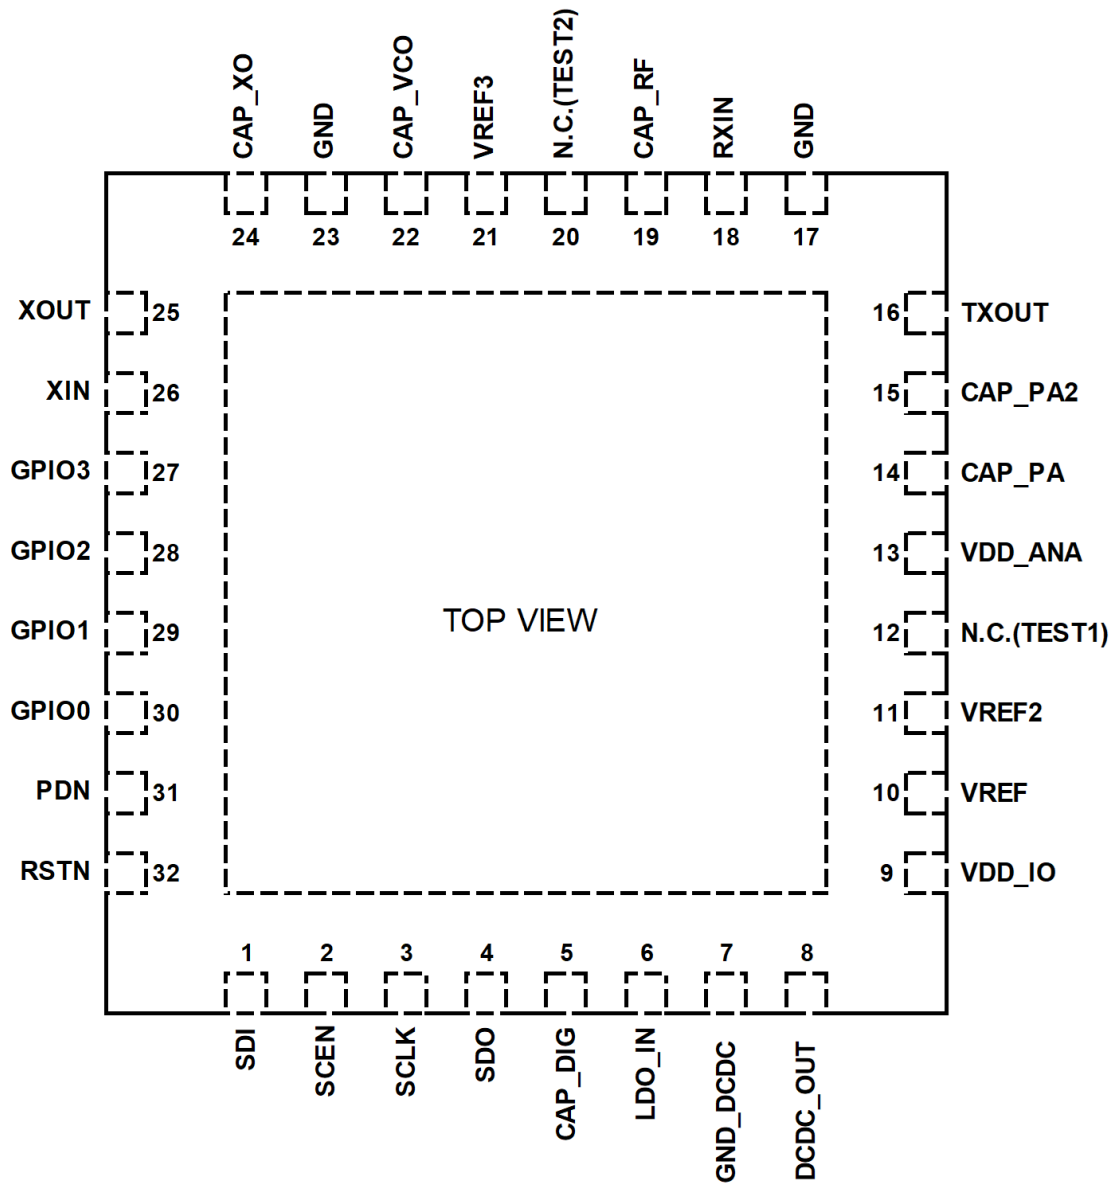 CAP_XO
GND
CAP_VCO
VREF3
N.C.(TEST2)
CAP_RF
RXIN
GND
24
23
22
21
20
19
18
17
XOUT 25
XIN 26
GPIO3 27
GPIO2 28
GPIO1 29
GPIO0 30
PDN 31
RSTN 32
TOP VIEW
16 TXOUT
15 CAP_PA2
14 CAP_PA
13 VDD_ANA
12 N.C.(TEST1)
11 VREF2
10 VREF
9 VDD_IO
1
2
3
4
5
6
7
8
SDI
SCEN
SCLK
SDO
CAP_DIG
LDO_IN
GND_DCDC
DCDC_OUT